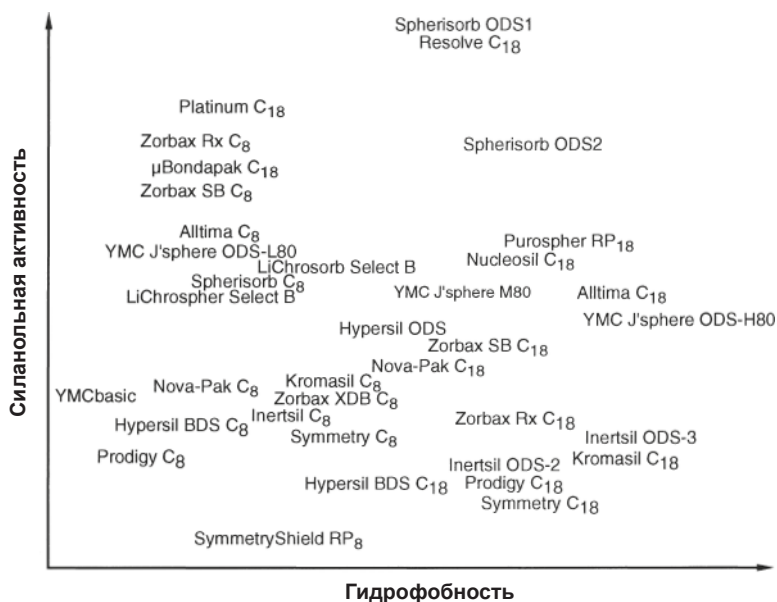 Spherisorb ODS1
Resolve C₁₈
Platinum C₁₈
Zorbax Rx C₈
Spherisorb ODS2
µBondapak C₁₈
Zorbax SB C₈
Alltima C₈
Purospher RP₁₈
YMC J'sphere ODS-L80
Nucleosil C₁₈
LiChrosorb Select B
Spherisorb C₈
LiChrospher Select B
YMC J'sphere M80
Alltima C₁₈
YMC J'sphere ODS-H80
Hypersil ODS
Zorbax SB C₁₈
Nova-Pak C₁₈
Kromasil C₈
Nova-Pak C₈
YMCbasic
Zorbax XDB C₈
Inertsil C₈
Zorbax Rx C₁₈
Hypersil BDS C₈
Symmetry C₈
Inertsil ODS-3
Prodigy C₈
Kromasil C₁₈
Inertsil ODS-2
Hypersil BDS C₁₈
Prodigy C₁₈
Symmetry C₁₈
SymmetryShield RP₈
Силанольная активность
Гидрофобность